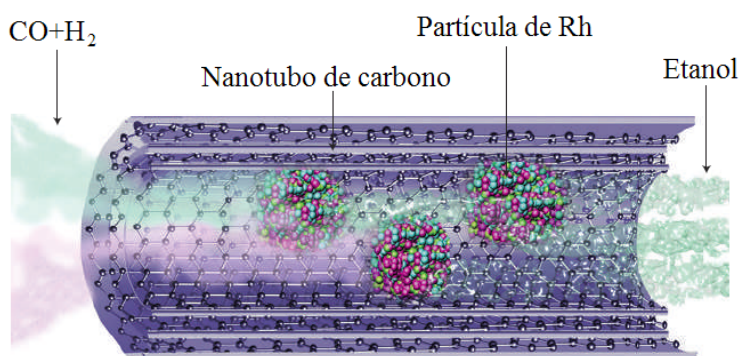 CO+H₂
Partícula de Rh
Nanotubo de carbono
Etanol